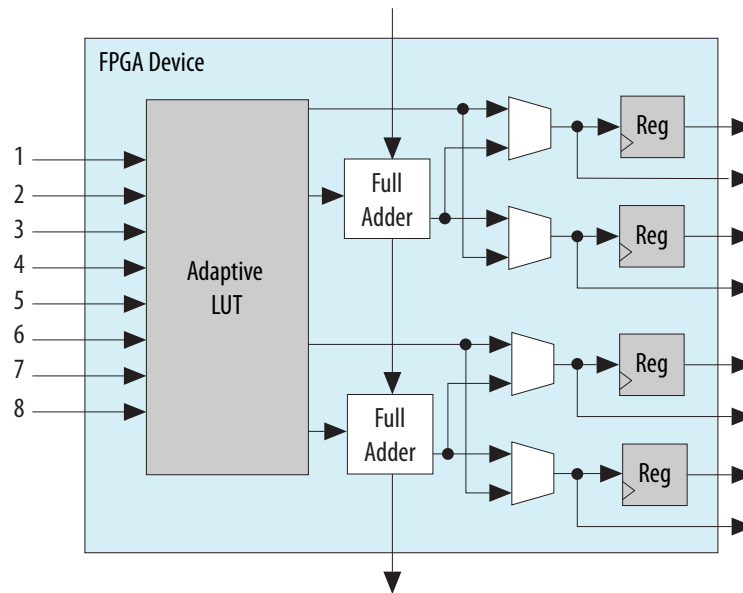 FPGA Device
1
2
3
4
5
6
7
8
Adaptive
LUT
Full
Adder
Full
Adder
Reg
Reg
Reg
Reg